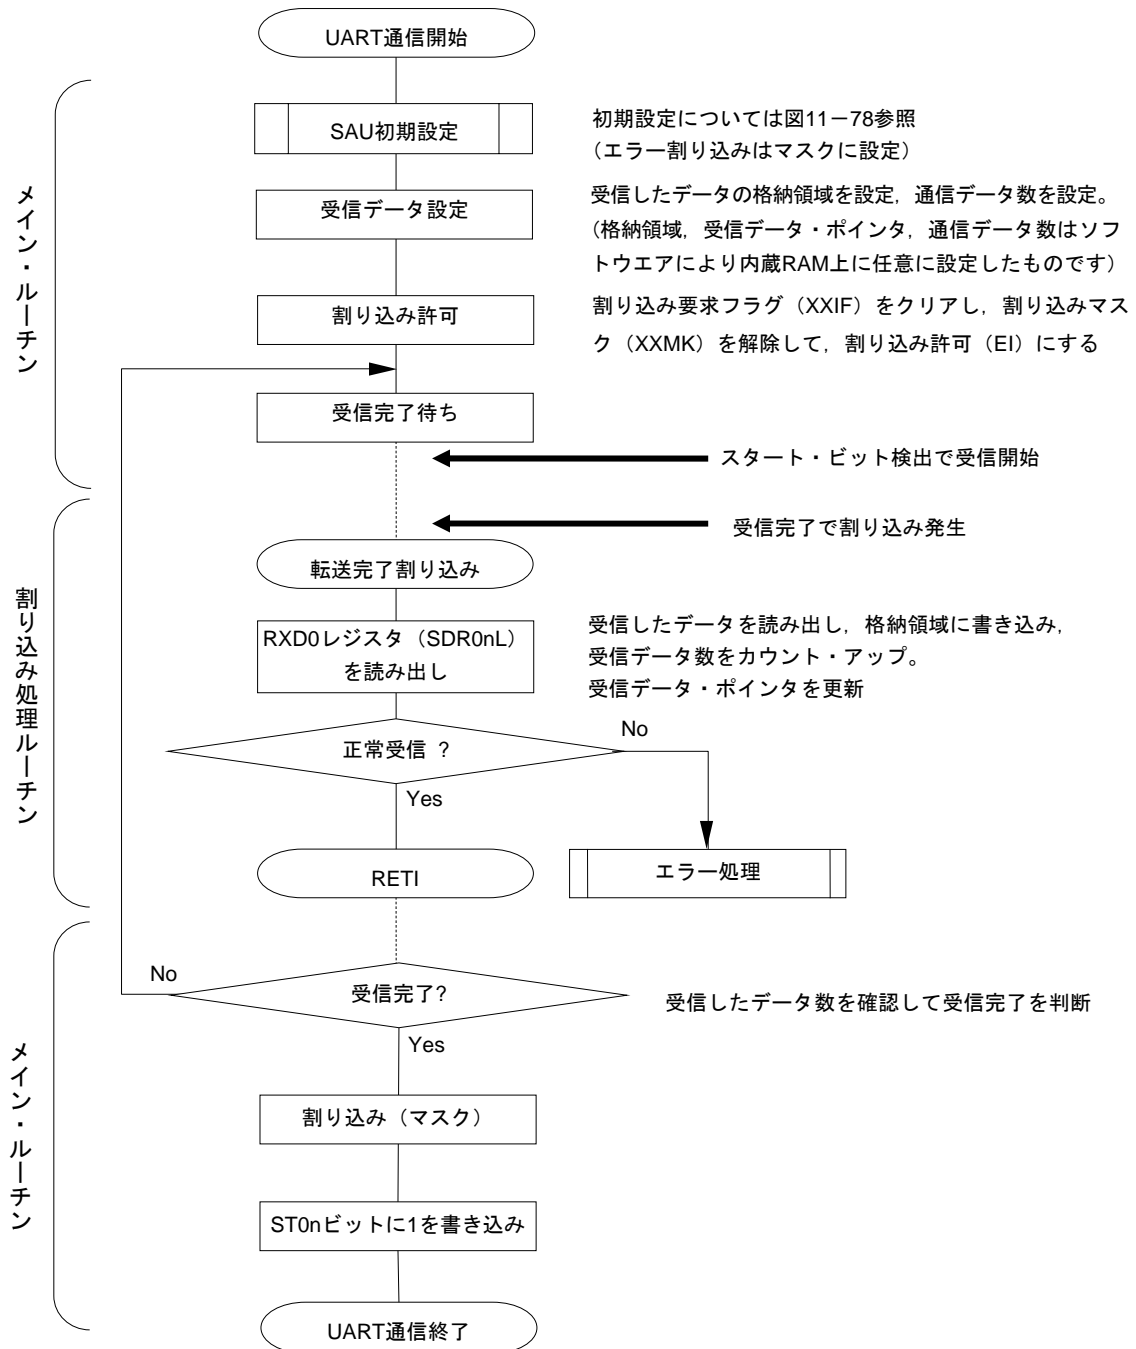 UART通信開始
メイン・ルーチン
SAU初期設定
初期設定については図11-78参照
(エラー割り込みはマスクに設定)
受信データ設定
受信したデータの格納領域を設定,通信データ数を設定。
(格納領域,受信データ・ポインタ,通信データ数はソフ
トウエアにより内蔵RAM上に任意に設定したものです)
割り込み許可
割り込み要求フラグ(XXIF)をクリアし,割り込みマス
ク(XXMK)を解除して,割り込み許可(EI)にする
受信完了待ち
スタート・ビット検出で受信開始
受信完了で割り込み発生
割り込み処理ルーチン
転送完了割り込み
RXD0レジスタ(SDR0nL)
を読み出し
受信したデータを読み出し,格納領域に書き込み,
受信データ数をカウント・アップ。
受信データ・ポインタを更新
正常受信 ?
No
Yes
RETI
エラー処理
メイン・ルーチン
No
受信完了?
受信したデータ数を確認して受信完了を判断
Yes
割り込み(マスク)
ST0nビットに1を書き込み
UART通信終了